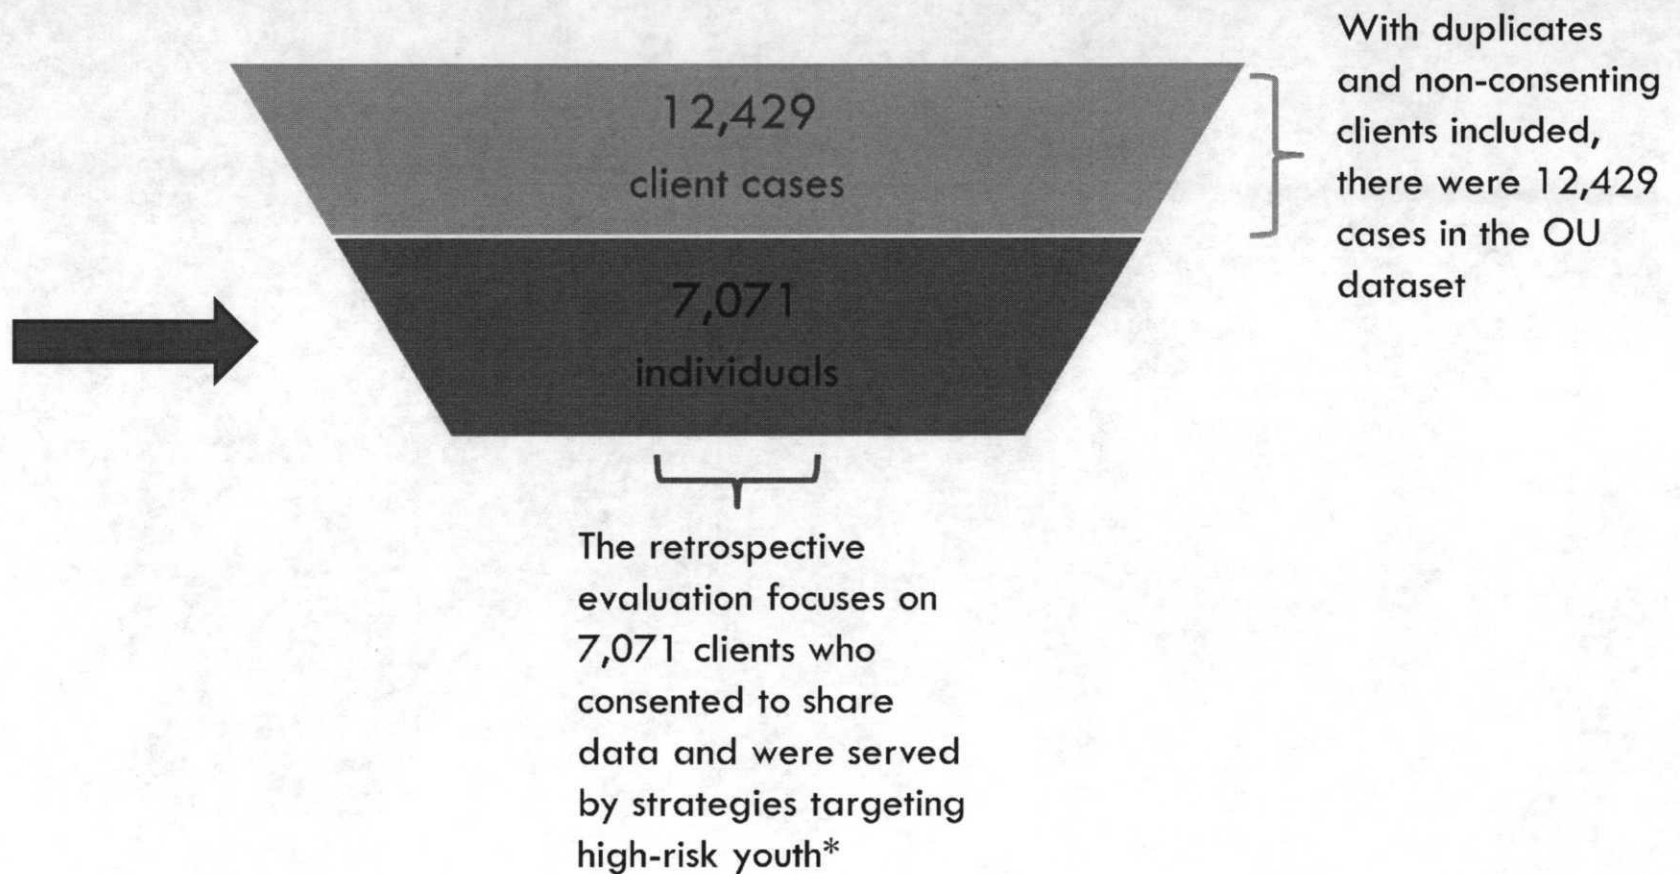 12,429
client cases
7,071
individuals
With duplicates
and non-consenting
clients included,
there were 12,429
cases in the OU
dataset
The retrospective
evaluation focuses on
7,071 clients who
consented to share
data and were served
by strategies targeting
high-risk youth*